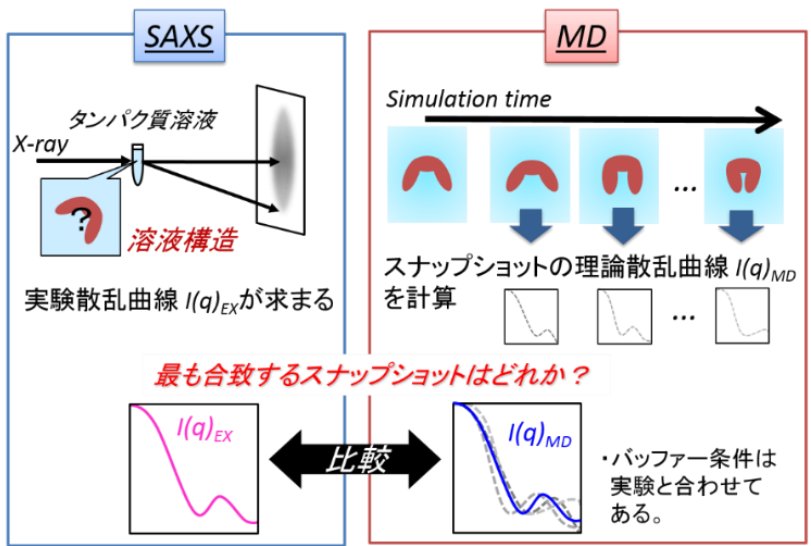 SAXS
タンパク質溶液
X-ray
?
溶液構造
実験散乱曲線 I(q)EXが求まる
MD
Simulation time
...
スナップショットの理論散乱曲線 I(q)MD
を計算
...
最も合致するスナップショットはどれか?
I(q)EX
比較
I(q)MD
・バッファー条件は
実験と合わせて
ある。